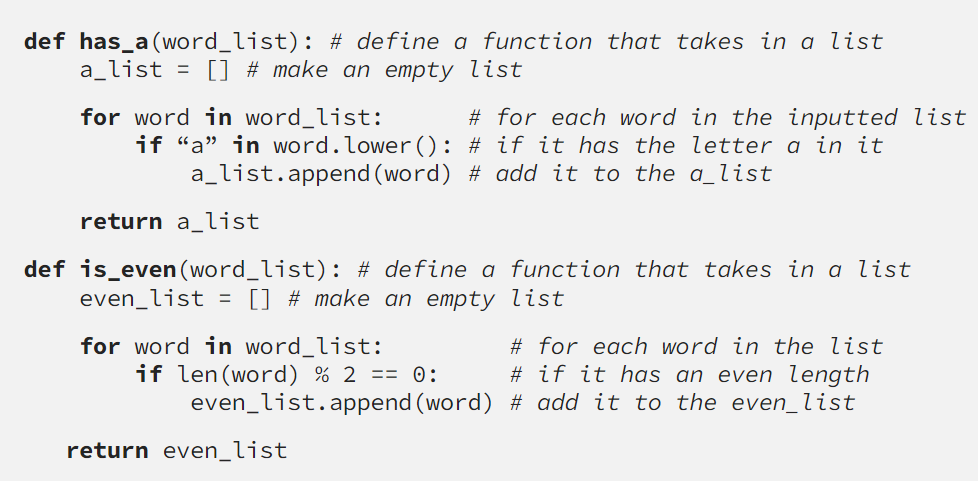 def has_a(word_list): # define a function that takes in a list
    a_list = [] # make an empty list
    for word in word_list:      # for each word in the inputted list
        if “a” in word.lower(): # if it has the letter a in it
            a_list.append(word) # add it to the a_list
    return a_list
def is_even(word_list): # define a function that takes in a list
    even_list = [] # make an empty list
    for word in word_list:         # for each word in the list
        if len(word) % 2 == 0:     # if it has an even length
            even_list.append(word) # add it to the even_list
   return even_list